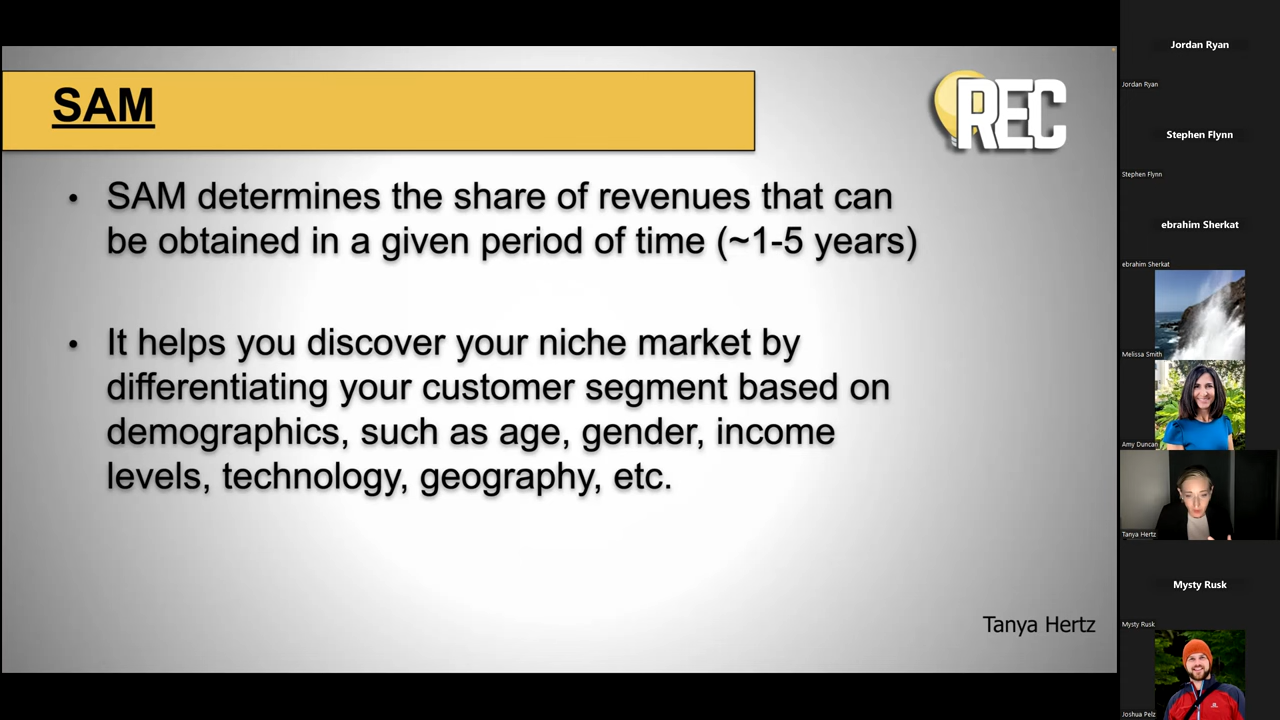 SAM
REC
• SAM determines the share of revenues that can
be obtained in a given period of time (~1-5 years)
• It helps you discover your niche market by
differentiating your customer segment based on
demographics, such as age, gender, income
levels, technology, geography, etc.
Tanya Hertz
Jordan Ryan
Jordan Ryan
Stephen Flynn
Stephen Flynn
ebrahim Sherkat
ebrahim Sherkat
Melissa Smith
Amy Duncan
Tanya Hertz
Mysty Rusk
Mysty Rusk
Joshua Pelz